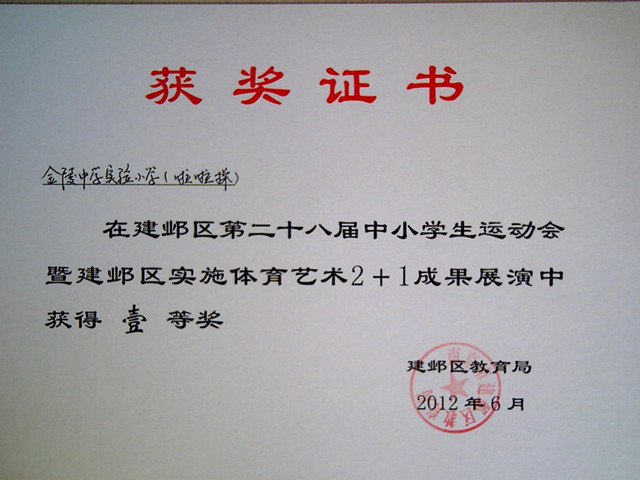 获奖证书
金陵中学实验小学(啦啦操)
在建邺区第二十八届中小学生运动会
暨建邺区实施体育艺术2+1成果展演中
获得 壹 等奖
建邺区教育局
2012年6月